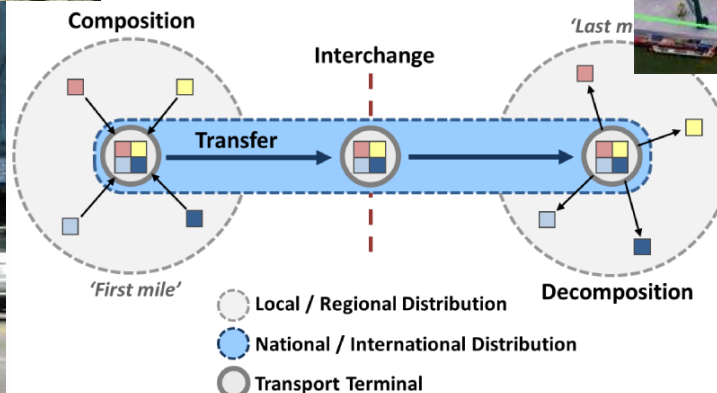 Composition
'Last m
Interchange
Transfer
'First mile'
Decomposition
Local / Regional Distribution
National / International Distribution
Transport Terminal